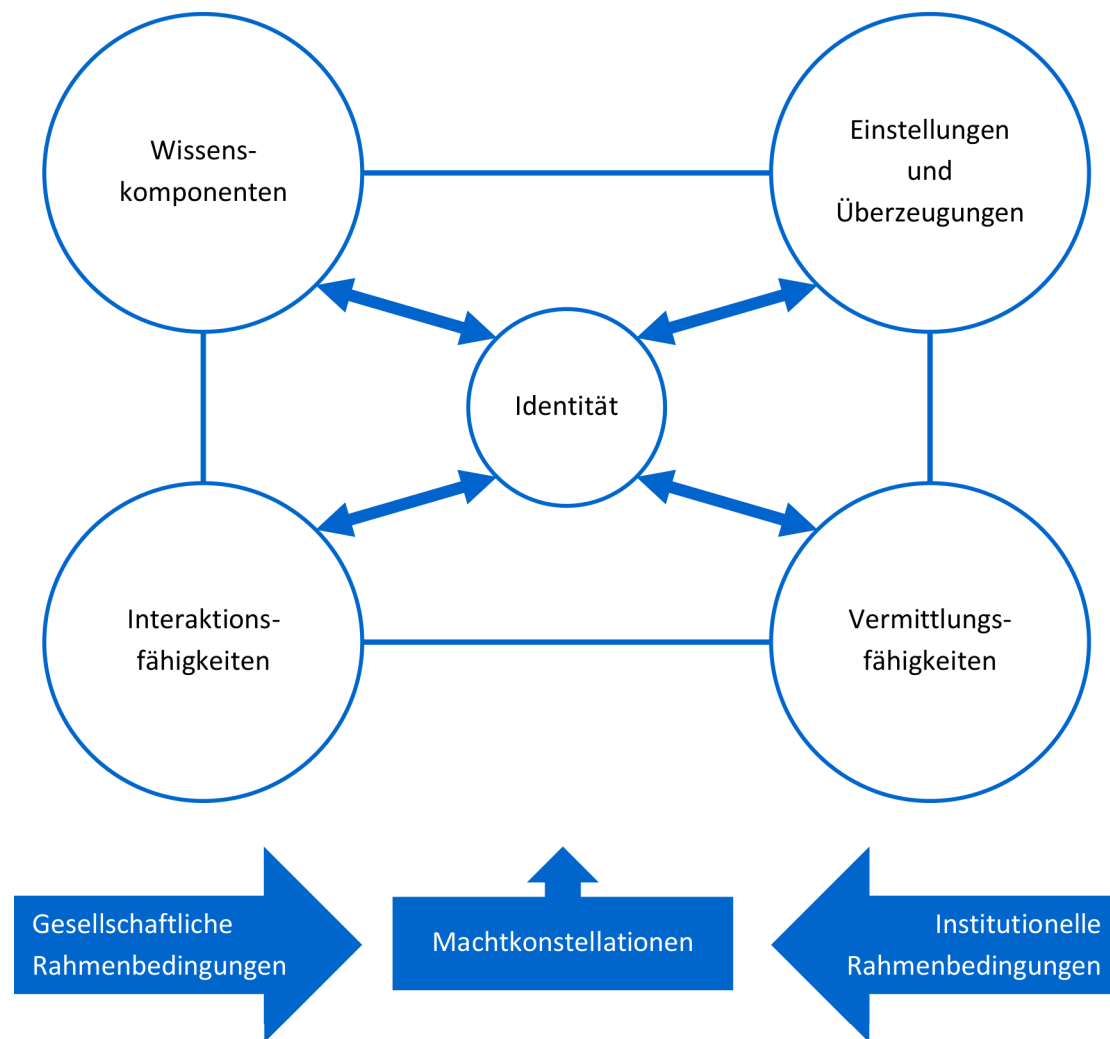 Wissens-
komponenten
Einstellungen
und
Überzeugungen
Identität
Interaktions-
fähigkeiten
Vermittlungs-
fähigkeiten
Gesellschaftliche
Rahmenbedingungen
Machtkonstellationen
Institutionelle
Rahmenbedingungen